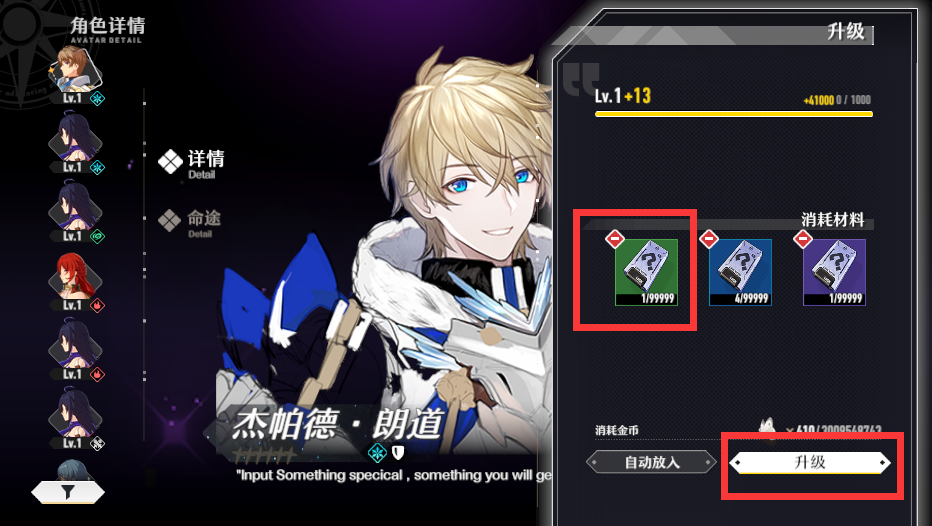 角色详情
AVATAR DETAIL
Lv.1
Lv.1
Lv.1
Lv.1
Lv.1
Lv.1
详情
Detail
命途
Detail
杰帕德·朗道
"Input Something specical , something you will ge
升级
Lv.1+13
+41000 0 / 1000
消耗材料
1/99999
4/99999
1/99999
消耗金币
自动放入
升级